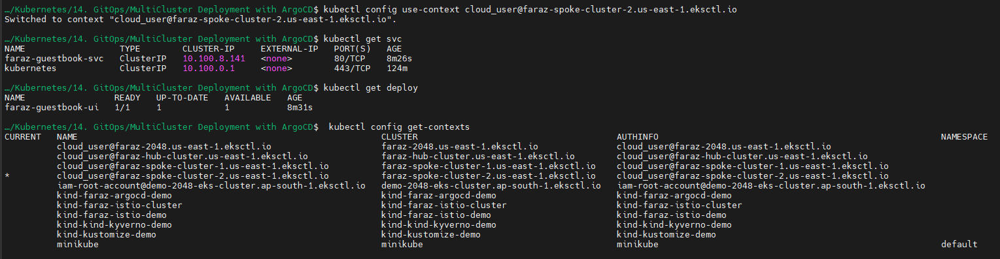 …/Kubernetes/14. GitOps/MultiCluster Deployment with ArgoCD$ kubectl config use-context cloud_user@faraz-spoke-cluster-2.us-east-1.eksctl.io
Switched to context "cloud_user@faraz-spoke-cluster-2.us-east-1.eksctl.io".
…/Kubernetes/14. GitOps/MultiCluster Deployment with ArgoCD$ kubectl get svc
NAME TYPE CLUSTER-IP EXTERNAL-IP PORT(S) AGE
faraz-guestbook-svc ClusterIP 10.100.8.141 <none> 80/TCP 8m26s
kubernetes ClusterIP 10.100.0.1 <none> 443/TCP 124m
…/Kubernetes/14. GitOps/MultiCluster Deployment with ArgoCD$ kubectl get deploy
NAME READY UP-TO-DATE AVAILABLE AGE
faraz-guestbook-ui 1/1 1 1 8m31s
…/Kubernetes/14. GitOps/MultiCluster Deployment with ArgoCD$ kubectl config get-contexts
CURRENT NAME CLUSTER AUTHINFO NAMESPACE
cloud_user@faraz-2048.us-east-1.eksctl.io faraz-2048.us-east-1.eksctl.io cloud_user@faraz-2048.us-east-1.eksctl.io
cloud_user@faraz-hub-cluster.us-east-1.eksctl.io faraz-hub-cluster.us-east-1.eksctl.io cloud_user@faraz-hub-cluster.us-east-1.eksctl.io
cloud_user@faraz-spoke-cluster-1.us-east-1.eksctl.io faraz-spoke-cluster-1.us-east-1.eksctl.io cloud_user@faraz-spoke-cluster-1.us-east-1.eksctl.io
* cloud_user@faraz-spoke-cluster-2.us-east-1.eksctl.io faraz-spoke-cluster-2.us-east-1.eksctl.io cloud_user@faraz-spoke-cluster-2.us-east-1.eksctl.io
iam-root-account@demo-2048-eks-cluster.ap-south-1.eksctl.io demo-2048-eks-cluster.ap-south-1.eksctl.io iam-root-account@demo-2048-eks-cluster.ap-south-1.eksctl.io
kind-faraz-argocd-demo kind-faraz-argocd-demo kind-faraz-argocd-demo
kind-faraz-istio-cluster kind-faraz-istio-cluster kind-faraz-istio-cluster
kind-faraz-istio-demo kind-faraz-istio-demo kind-faraz-istio-demo
kind-kind-kyverno-demo kind-kind-kyverno-demo kind-kind-kyverno-demo
kind-kustomize-demo kind-kustomize-demo kind-kustomize-demo
minikube minikube minikube default